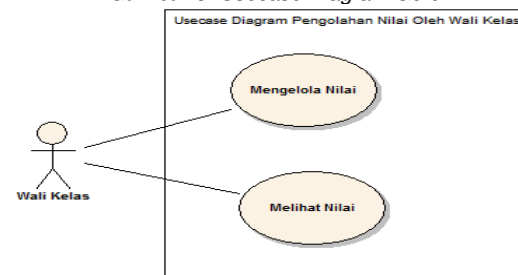 Usecase Diagram Pengolahan Nilai Oleh Wali Kelas
Mengelola Nilai
Wali Kelas
Melihat Nilai